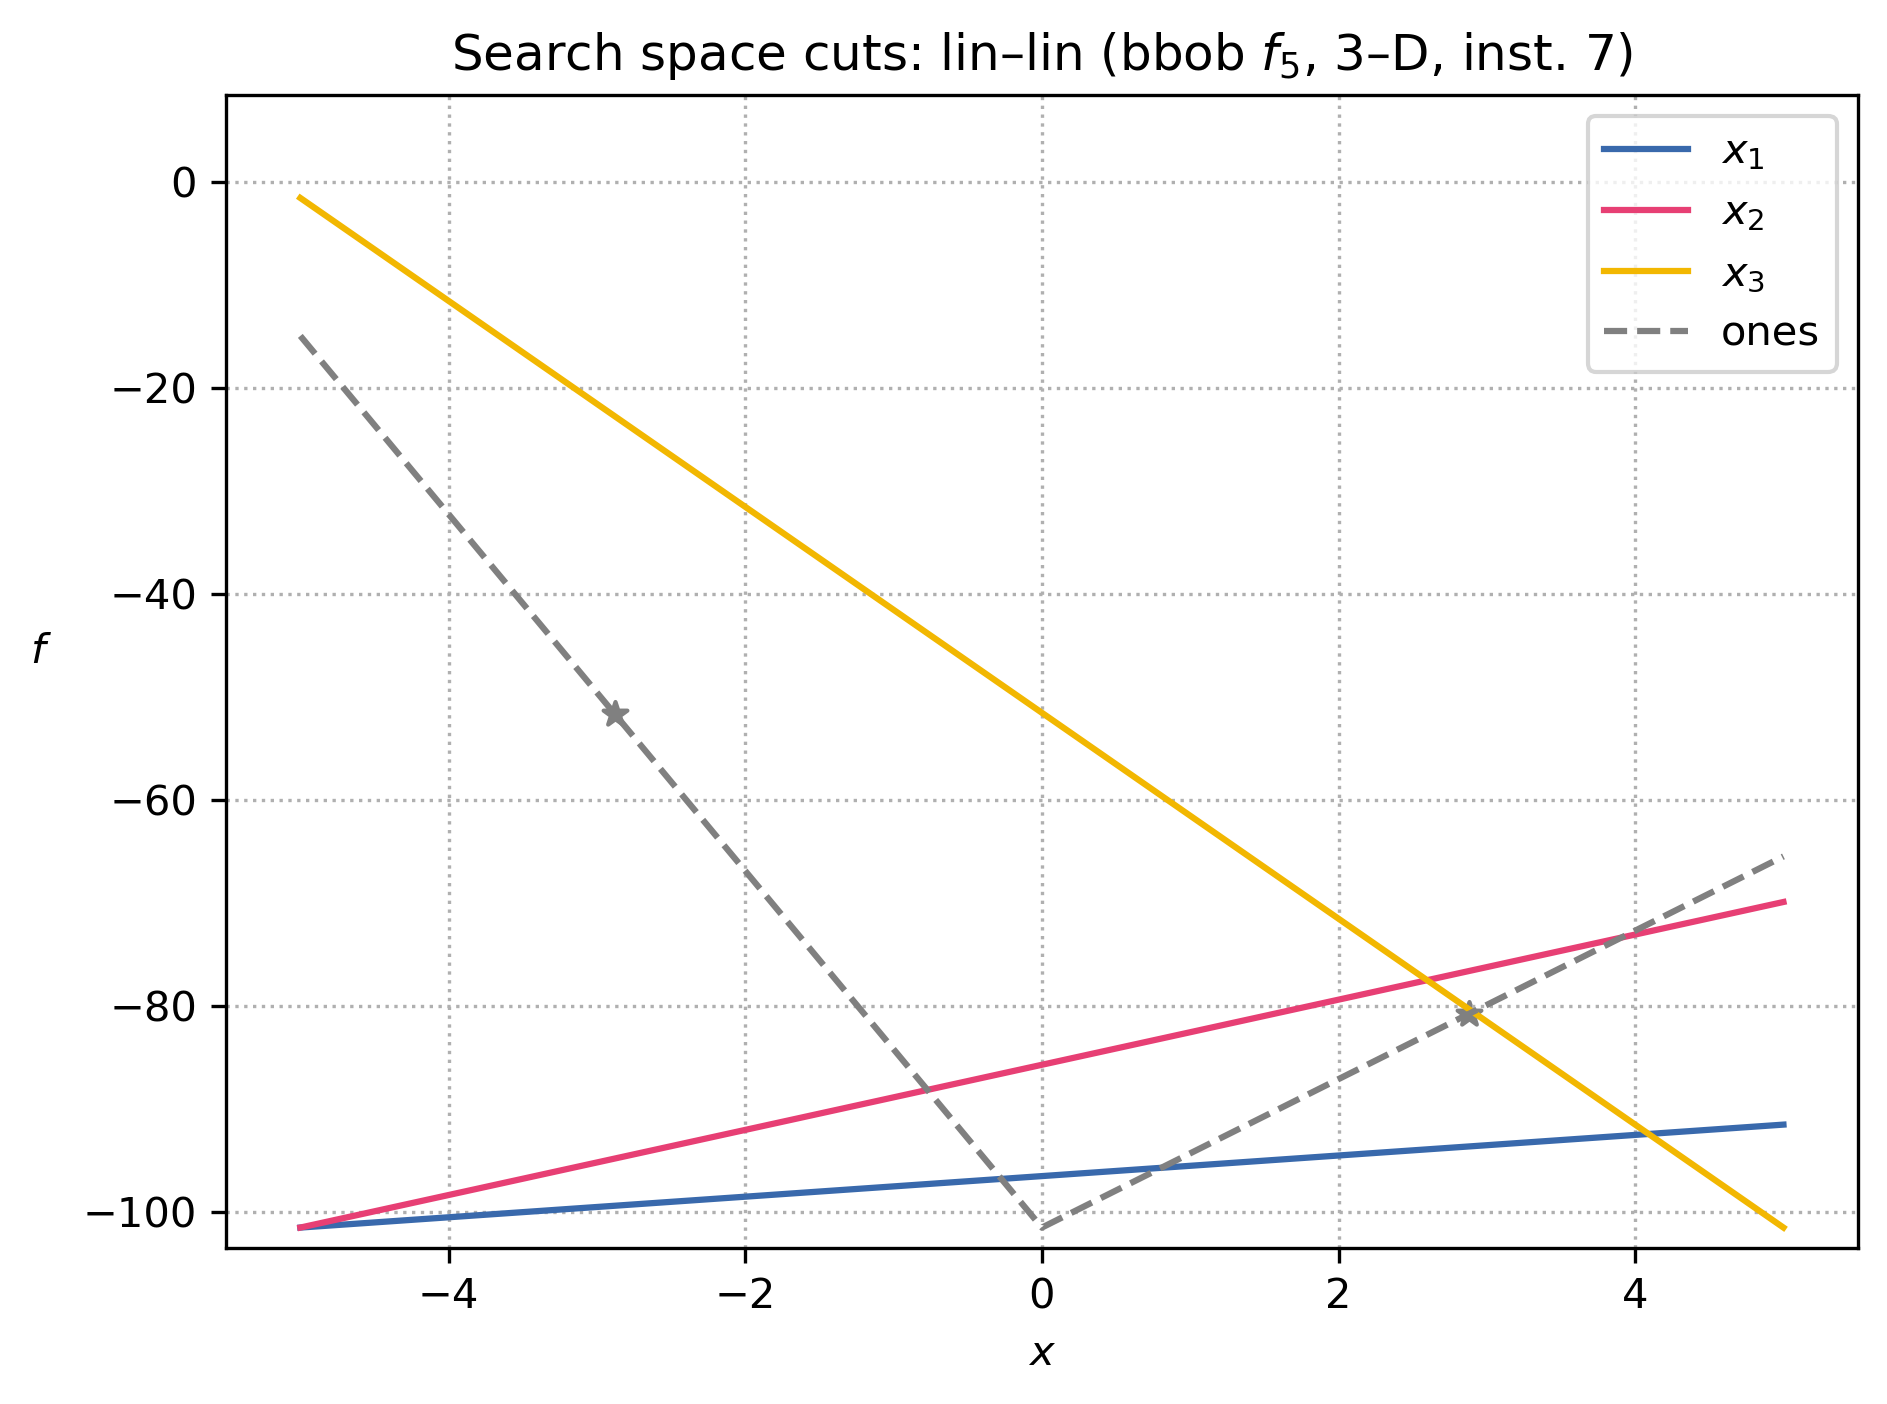 Search space cuts: lin–lin (bbob f₅, 3–D, inst. 7)
x₁
x₂
x₃
ones
0
−20
−40
−60
−80
−100
f
−4
−2
0
2
4
x